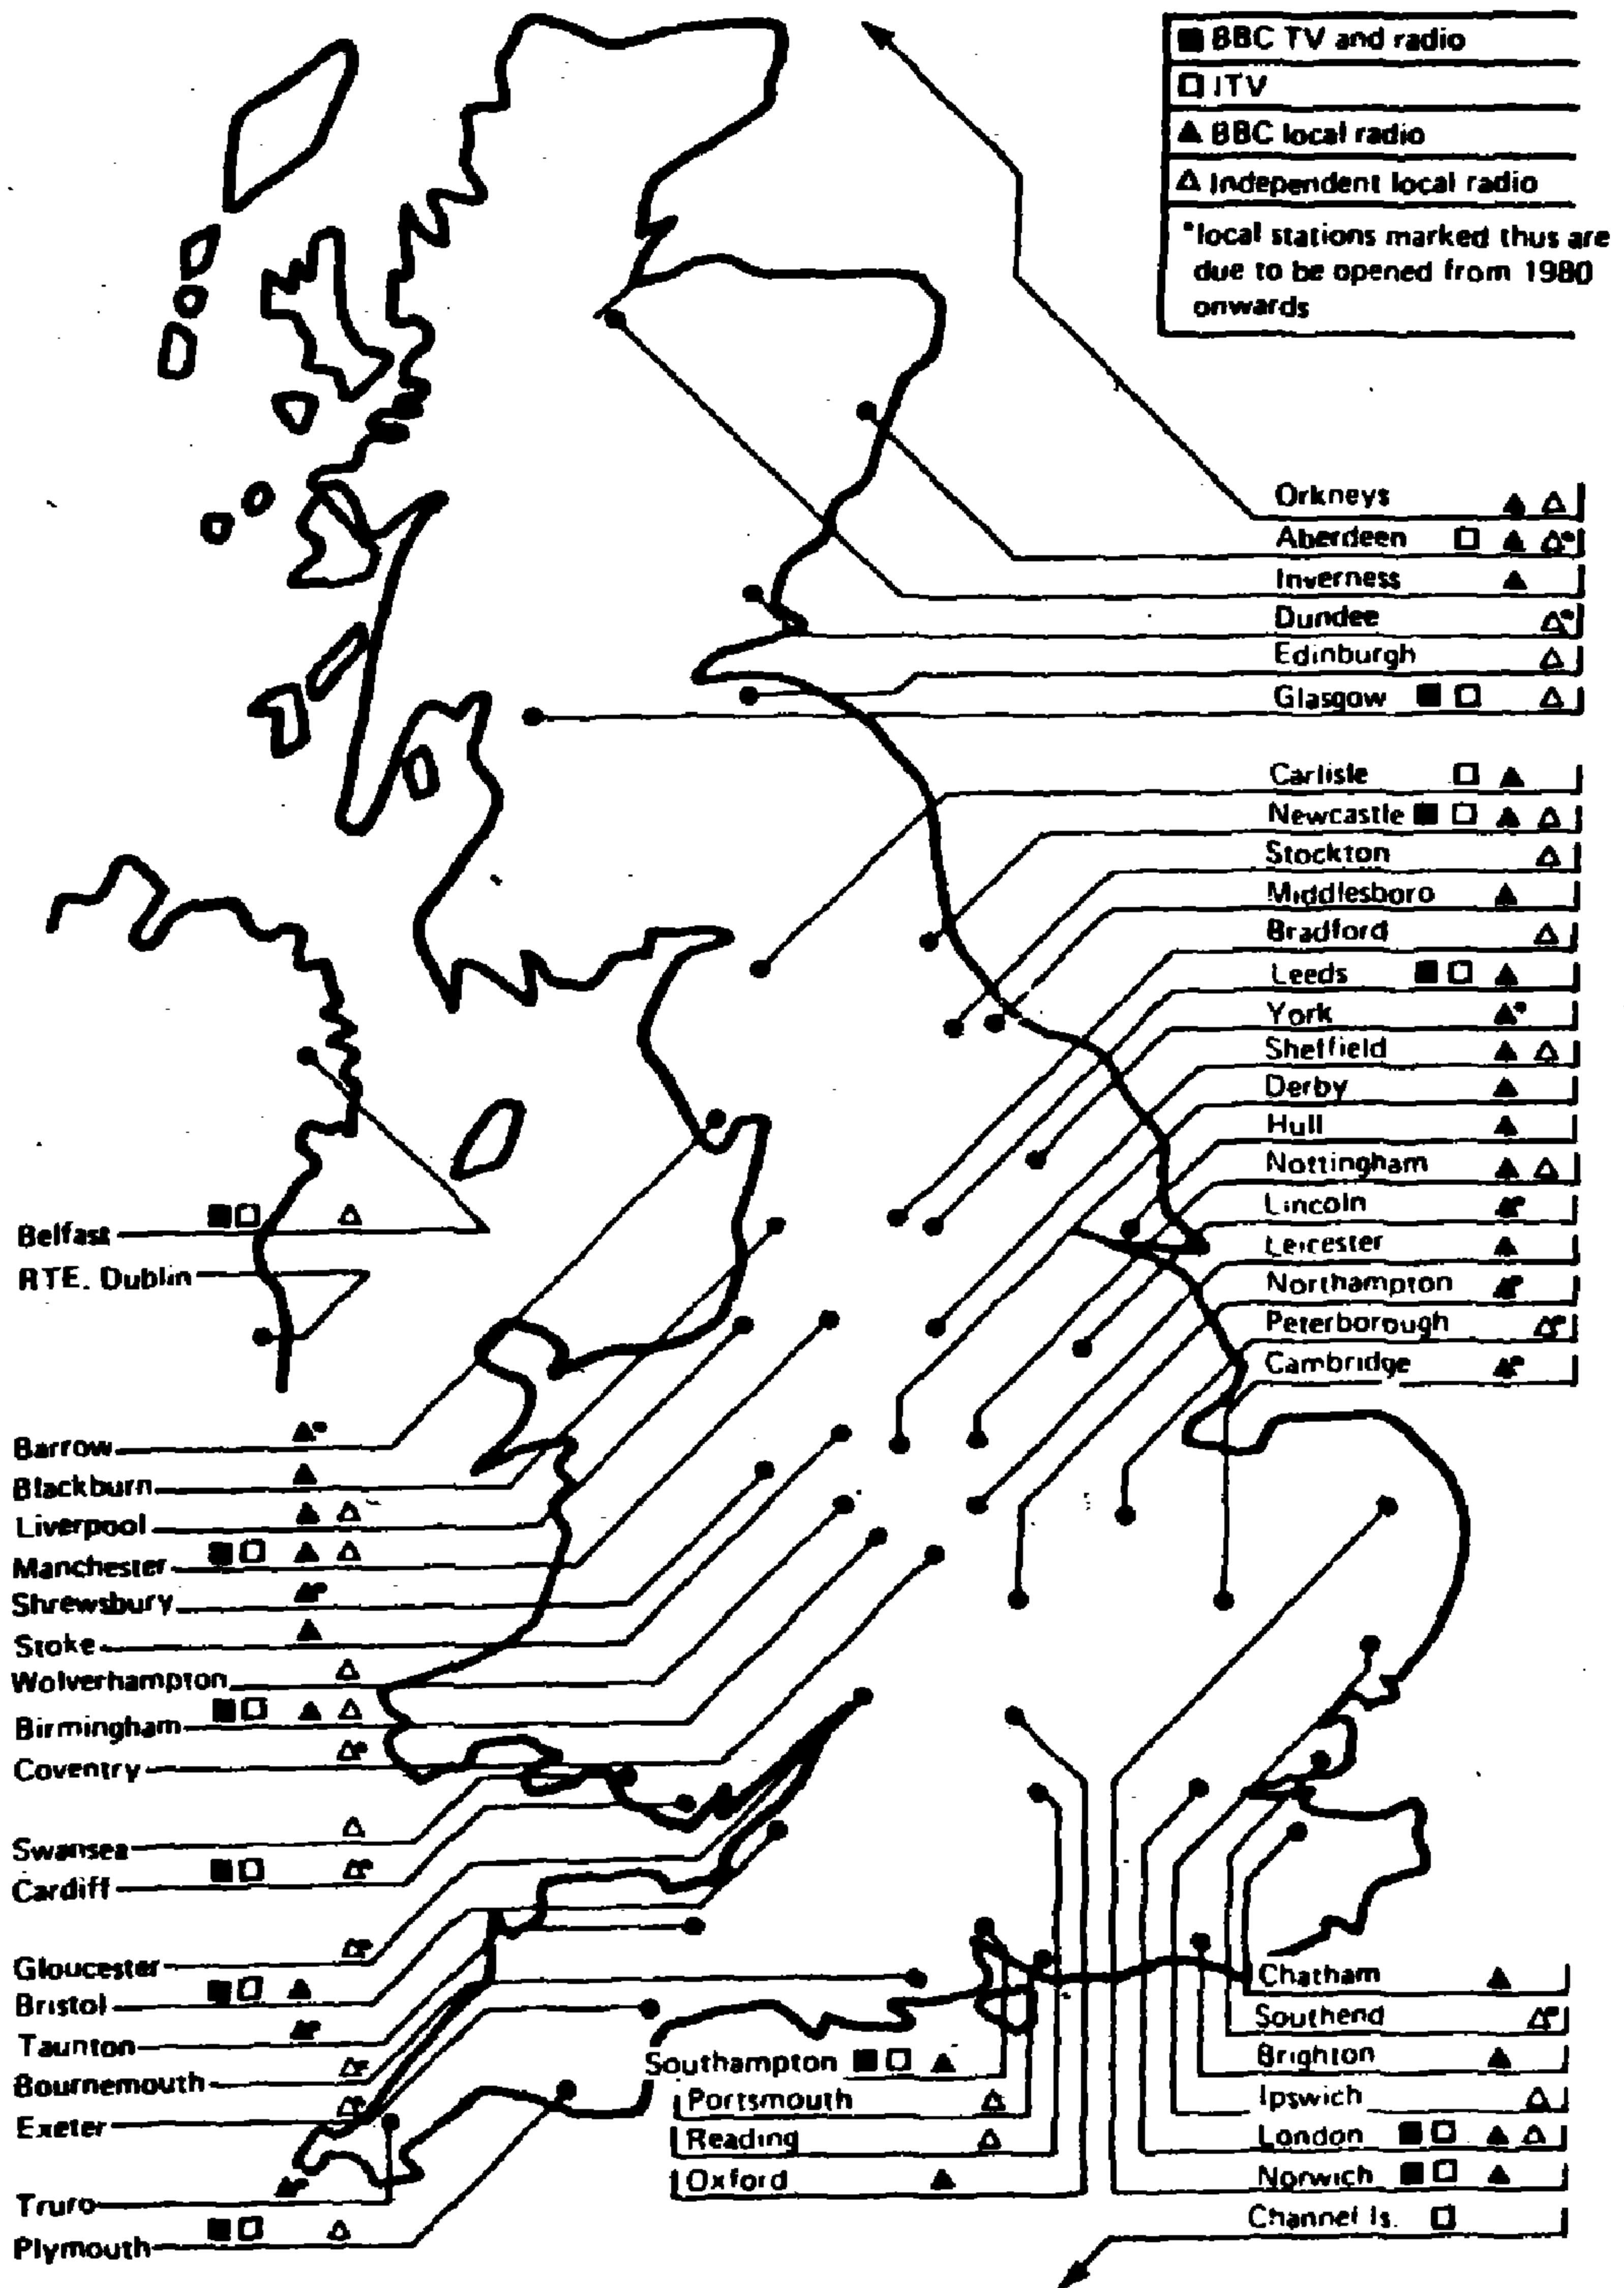 BBC TV and radio
ITV
BBC local radio
Independent local radio
*local stations marked thus are
due to be opened from 1980
onwards
Orkneys
Aberdeen
Inverness
Dundee
Edinburgh
Glasgow
Carlisle
Newcastle
Stockton
Middlesboro
Bradford
Leeds
York
Sheffield
Derby
Hull
Nottingham
Lincoln
Leicester
Northampton
Peterborough
Cambridge
Belfast
RTE. Dublin
Barrow
Blackburn
Liverpool
Manchester
Shrewsbury
Stoke
Wolverhampton
Birmingham
Coventry
Swansea
Cardiff
Gloucester
Bristol
Taunton
Bournemouth
Exeter
Truro
Plymouth
Southampton
Portsmouth
Reading
Oxford
Chatham
Southend
Brighton
Ipswich
London
Norwich
Channel Is.